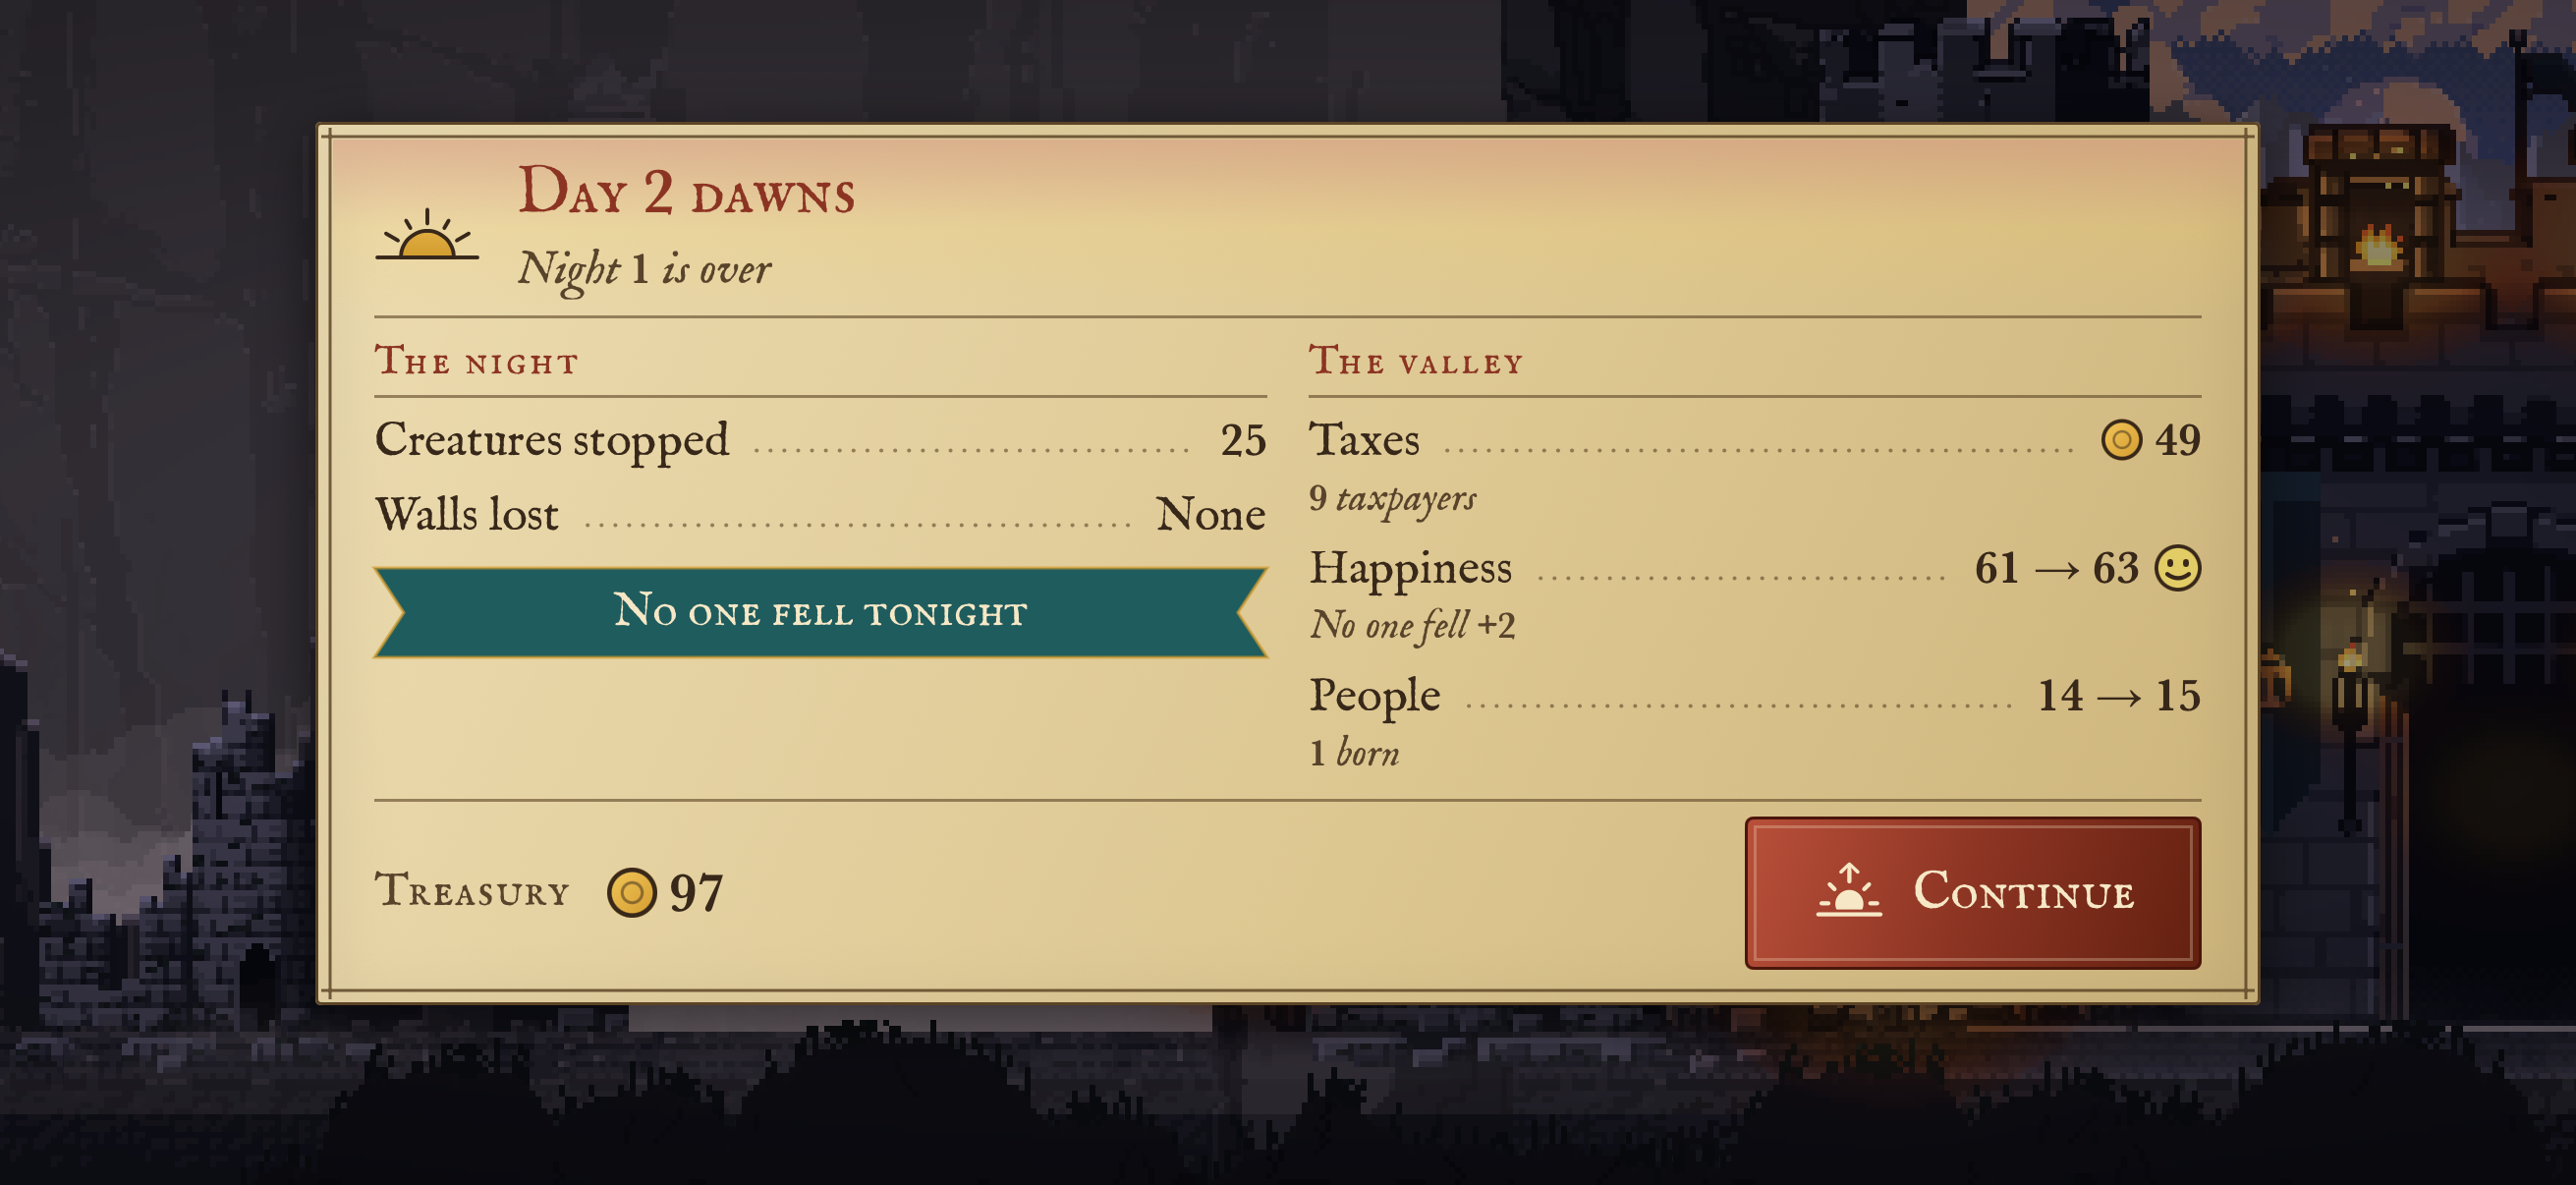 Day 2 dawns
Night 1 is over
The night
Creatures stopped 25
Walls lost None
No one fell tonight
The valley
Taxes 49
9 taxpayers
Happiness 61 → 63
No one fell +2
People 14 → 15
1 born
Treasury 97
Continue